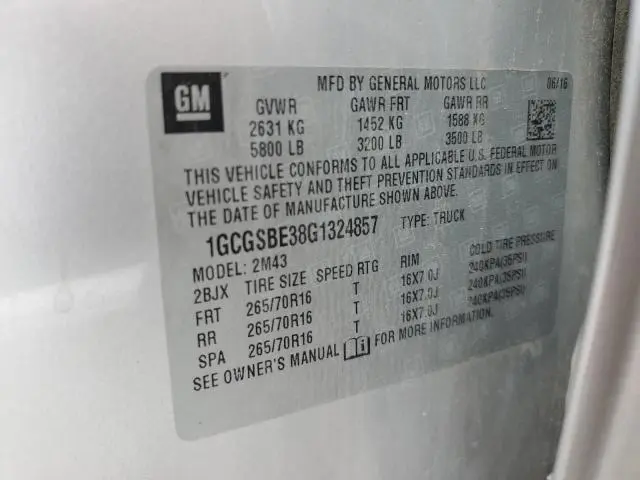 GM
MFD BY GENERAL MOTORS LLC 06/16
GVWR GAWR FRT GAWR RR
2631 KG 1452 KG 1588 KG
5800 LB 3200 LB 3500 LB
THIS VEHICLE CONFORMS TO ALL APPLICABLE U.S. FEDERAL MOTOR
VEHICLE SAFETY AND THEFT PREVENTION STANDARDS IN EFFECT ON
THE DATE OF MANUFACTURE SHOWN ABOVE.
1GCGSBE38G1324857 TYPE: TRUCK
MODEL: 2M43
2BJX TIRE SIZE SPEED RTG RIM COLD TIRE PRESSURE
FRT 265/70R16 T 16X7.0J 240KPA(35PSI)
RR 265/70R16 T 16X7.0J 240KPA(35PSI)
SPA 265/70R16 T 16X7.0J 240KPA(35PSI)
SEE OWNER'S MANUAL FOR MORE INFORMATION.